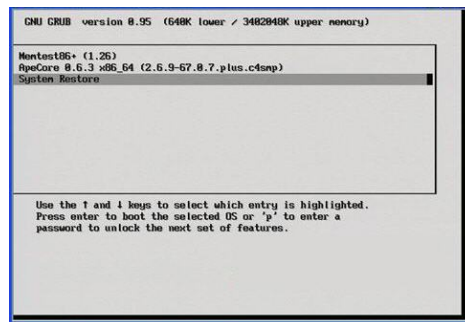 GNU GRUB version 0.95 (640K lower / 3402048K upper memory)
Memtest86+ (1.26)
ApeCore 0.6.3 x86_64 (2.6.9-67.0.7.plus.c4smp)
System Restore
Use the ↑ and ↓ keys to select which entry is highlighted.
Press enter to boot the selected OS or 'p' to enter a
password to unlock the next set of features.